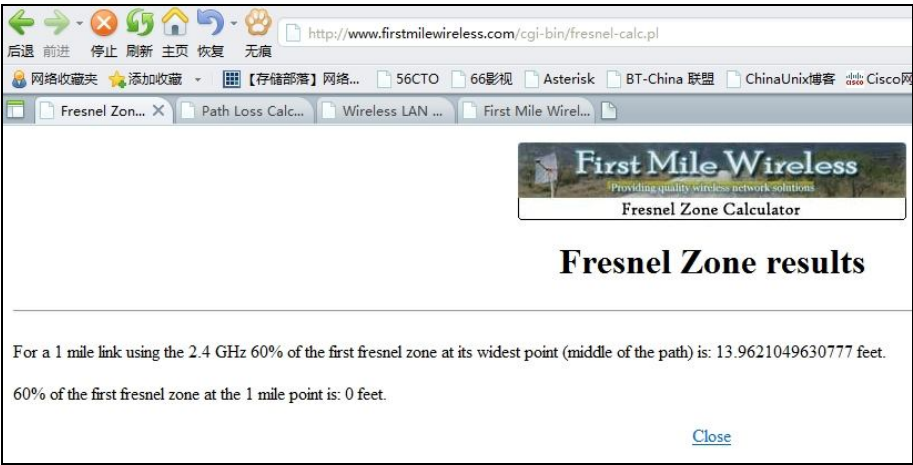 http://www.firstmilewireless.com/cgi-bin/fresnel-calc.pl
后退 前进 停止 刷新 主页 恢复 无痕
网络收藏夹 添加收藏 【存储部落】网络... 56CTO 66影视 Asterisk BT-China 联盟 ChinaUnix博客 Cisco网
Fresnel Zon... Path Loss Calc... Wireless LAN ... First Mile Wirel...
First Mile Wireless
Providing quality wireless network solutions
Fresnel Zone Calculator
Fresnel Zone results
For a 1 mile link using the 2.4 GHz 60% of the first fresnel zone at its widest point (middle of the path) is: 13.9621049630777 feet.
60% of the first fresnel zone at the 1 mile point is: 0 feet.
Close